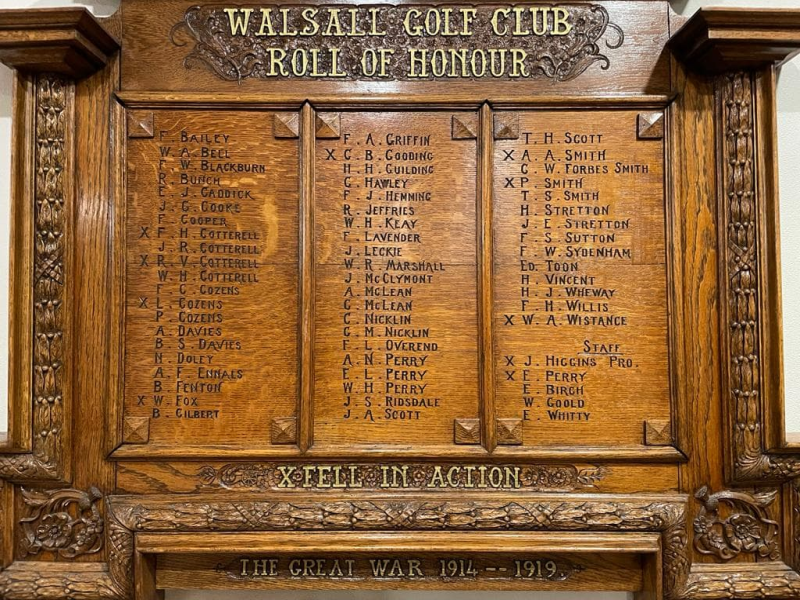 WALSALL GOLF CLUB
ROLL OF HONOUR
F. BAILEY
W. A. BELL
F. W. BLACKBURN
R. BUNCH
E. J. CADDICK
J. G. COOKE
F. COOPER
X F. H. COTTERELL
J. R. COTTERELL
X R. V. COTTERELL
W. H. COTTERELL
F. C. COZENS
X L. COZENS
P. COZENS
A. DAVIES
B. S. DAVIES
N. DOLEY
A. F. ENNALS
B. FENTON
X W. FOX
B. GILBERT
F. A. GRIFFIN
X C. B. GOODING
H. H. GUILDING
G. HAWLEY
F. J. HEMMING
R. JEFFRIES
W. H. KEAY
F. LAVENDER
J. LECKIE
W. R. MARSHALL
J. MCCLYMONT
A. MCLEAN
G. MCLEAN
C. NICKLIN
G. M. NICKLIN
F. L. OVEREND
A. N. PERRY
E. L. PERRY
W. H. PERRY
J. S. RIDSDALE
J. A. SCOTT
T. H. SCOTT
X A. A. SMITH
C. W. FORBES SMITH
X P. SMITH
T. S. SMITH
H. STRETTON
J. E. STRETTON
F. S. SUTTON
F. W. SYDENHAM
ED. TOON
H. VINCENT
H. J. WHEWAY
F. H. WILLIS
X W. A. WISTANCE
STAFF
X J. HIGGINS PRO.
X E. PERRY
E. BIRCH
W. GOOLD
E. WHITTY
X-FELL IN ACTION
THE GREAT WAR 1914 -- 1919